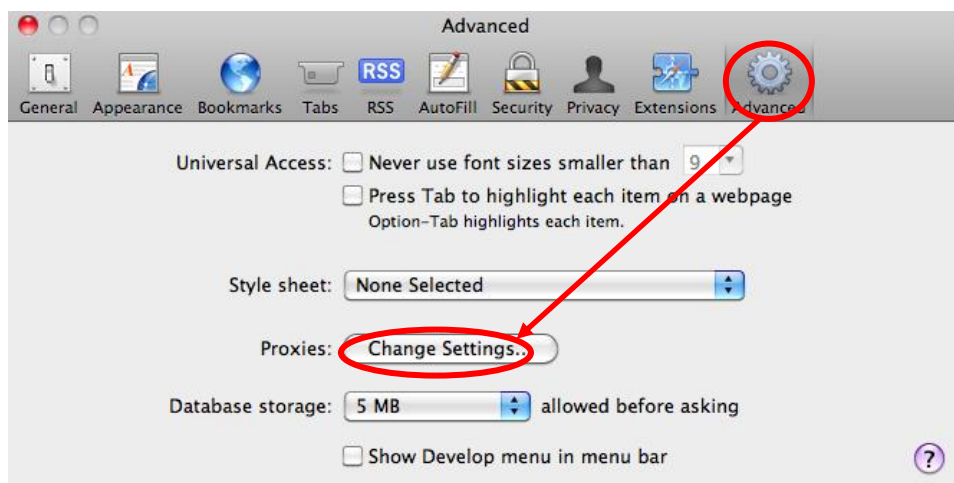 Advanced
RSS
General Appearance Bookmarks Tabs RSS AutoFill Security Privacy Extensions Advanced
Universal Access: Never use font sizes smaller than 9
Press Tab to highlight each item on a webpage
Option-Tab highlights each item.
Style sheet: None Selected
Proxies: Change Settings...
Database storage: 5 MB allowed before asking
Show Develop menu in menu bar
?